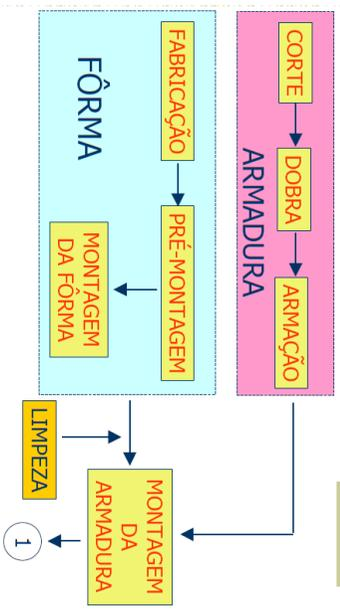 CORTE
DOBRA
ARMAÇÃO
ARMADURA
FABRICAÇÃO
PRÉ-MONTAGEM
FÔRMA
MONTAGEM
DA FÔRMA
MONTAGEM
DA
ARMADURA
LIMPEZA
1